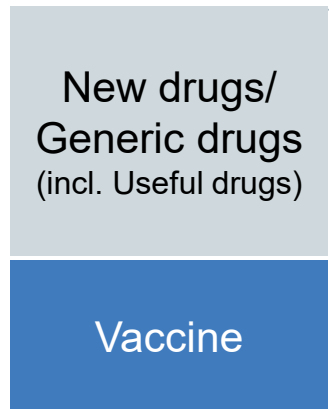 New drugs/
Generic drugs
(incl. Useful drugs)
Vaccine